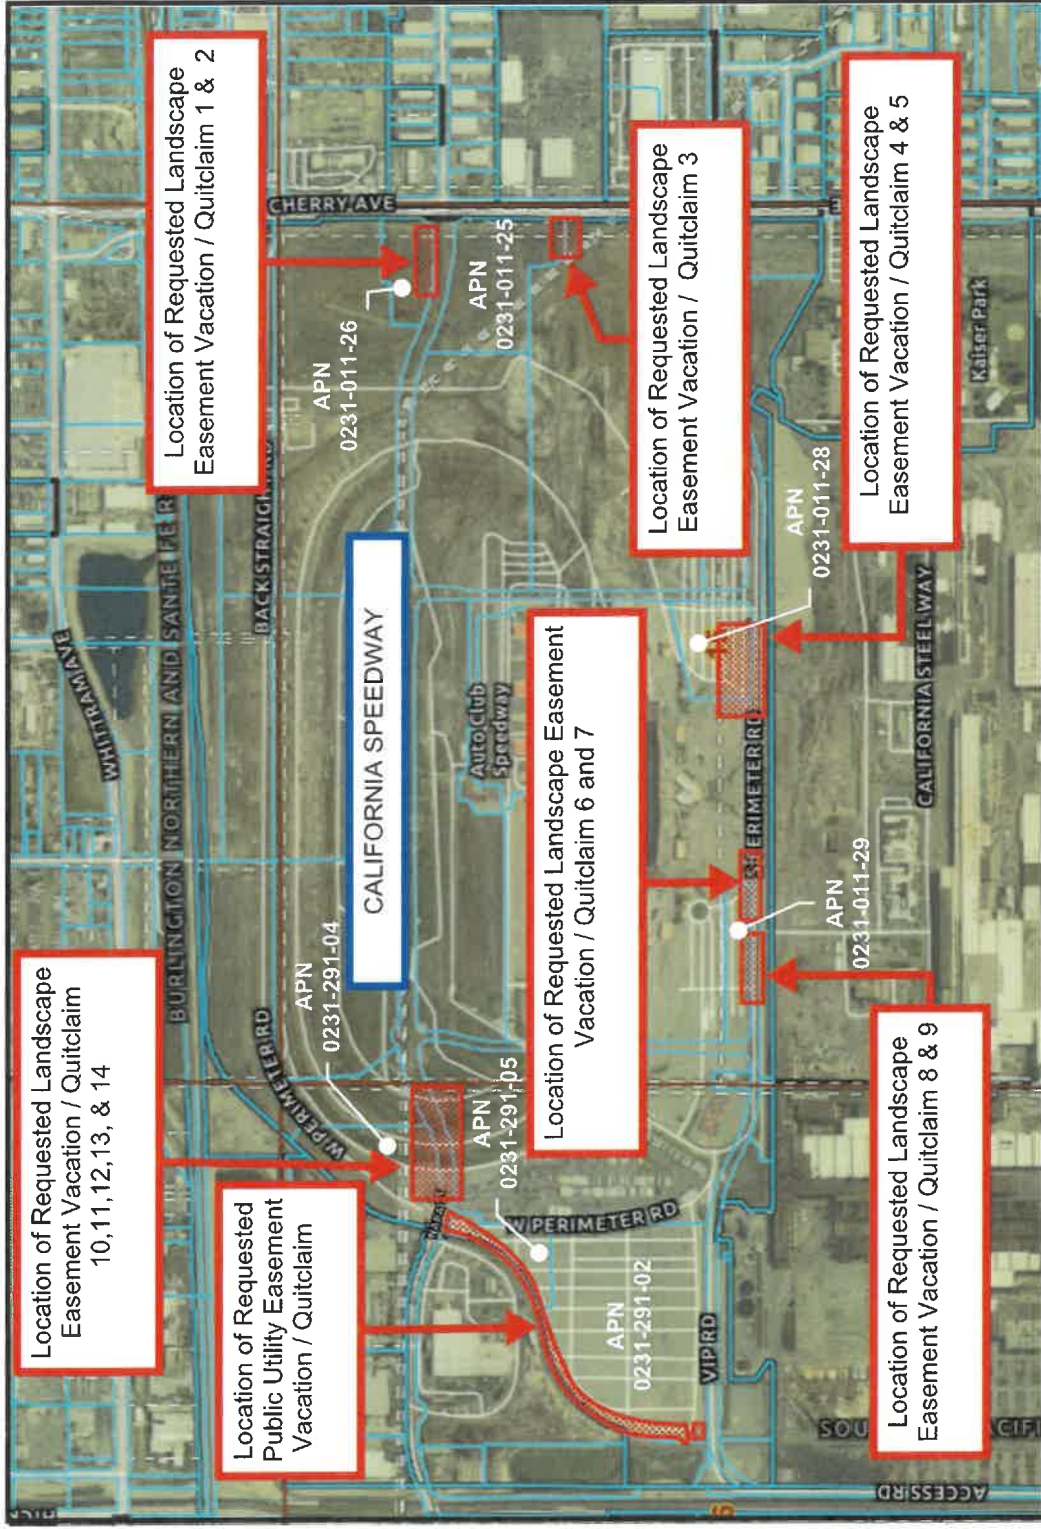 Location of Requested Landscape
Easement Vacation / Quitclaim
10,11,12,13, & 14
Location of Requested
Public Utility Easement
Vacation / Quitclaim
Location of Requested Landscape
Easement Vacation / Quitclaim 1 & 2
CALIFORNIA SPEEDWAY
Location of Requested Landscape
Easement Vacation / Quitclaim 3
Location of Requested Landscape Easement
Vacation / Quitclaim 6 and 7
Location of Requested Landscape
Easement Vacation / Quitclaim 4 & 5
Location of Requested Landscape
Easement Vacation / Quitclaim 8 & 9
WHITTRAM AVE
BURLINGTON NORTHERN AND SANTE FE R
BACK STRAIGHT
CHERRY AVE
W PERIMETER RD
APN
0231-291-04
APN
0231-011-26
APN
0231-011-25
Auto Club
Speedway
APN
0231-291-05
W PERIMETER RD
APN
0231-291-02
VIP RD
ERIMETER RD
APN
0231-011-28
APN
0231-011-29
CALIFORNIA STEEL WAY
Kaiser Park
SOU
ACIFI
ACCESS RD